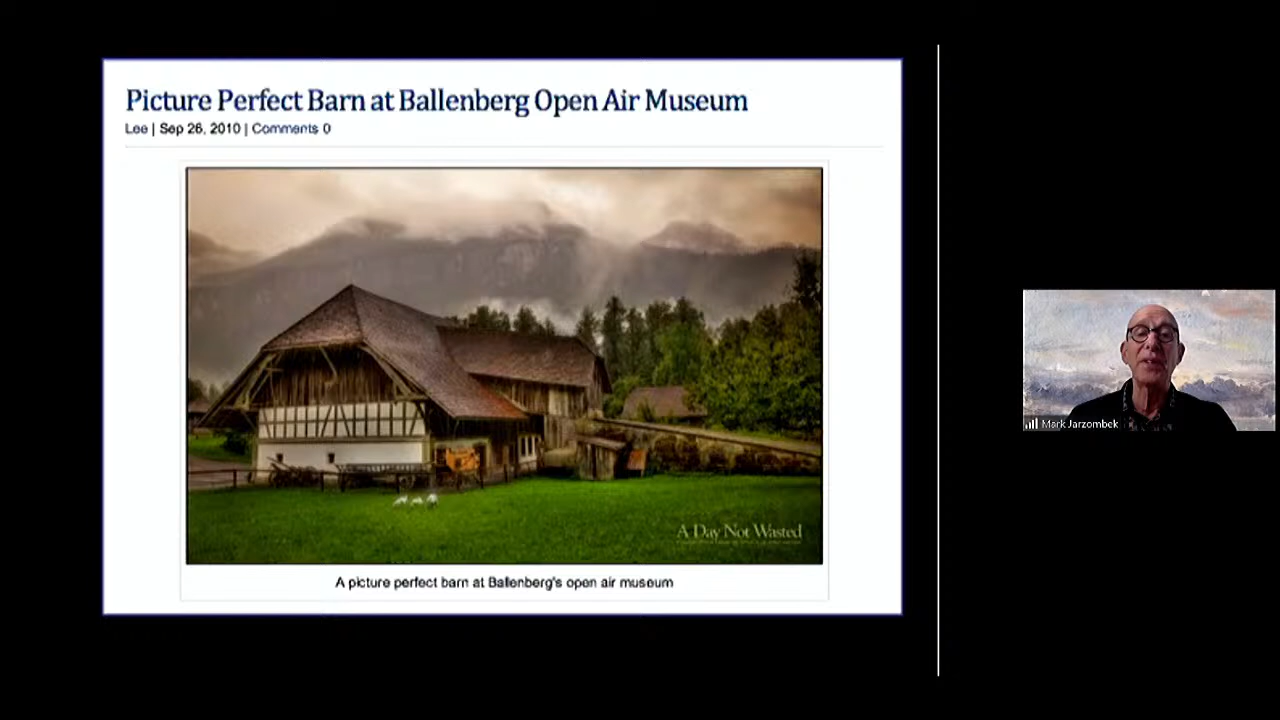 Picture Perfect Barn at Ballenberg Open Air Museum
Lee | Sep 26, 2010 | Comments 0
A Day Not Wasted
A picture perfect barn at Ballenberg's open air museum
Mark Jarzombek